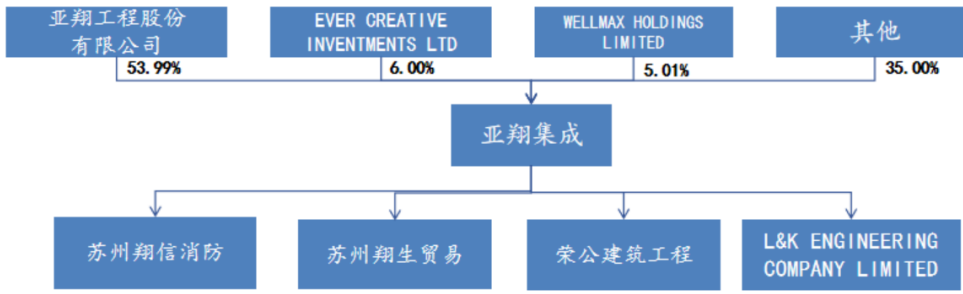 亚翔工程股份
有限公司
EVER CREATIVE
INVENTMENTS LTD
WELLMAX HOLDINGS
LIMITED
其他
53.99%
6.00%
5.01%
35.00%
亚翔集成
苏州翔信消防
苏州翔生贸易
荣公建筑工程
L&K ENGINEERING
COMPANY LIMITED